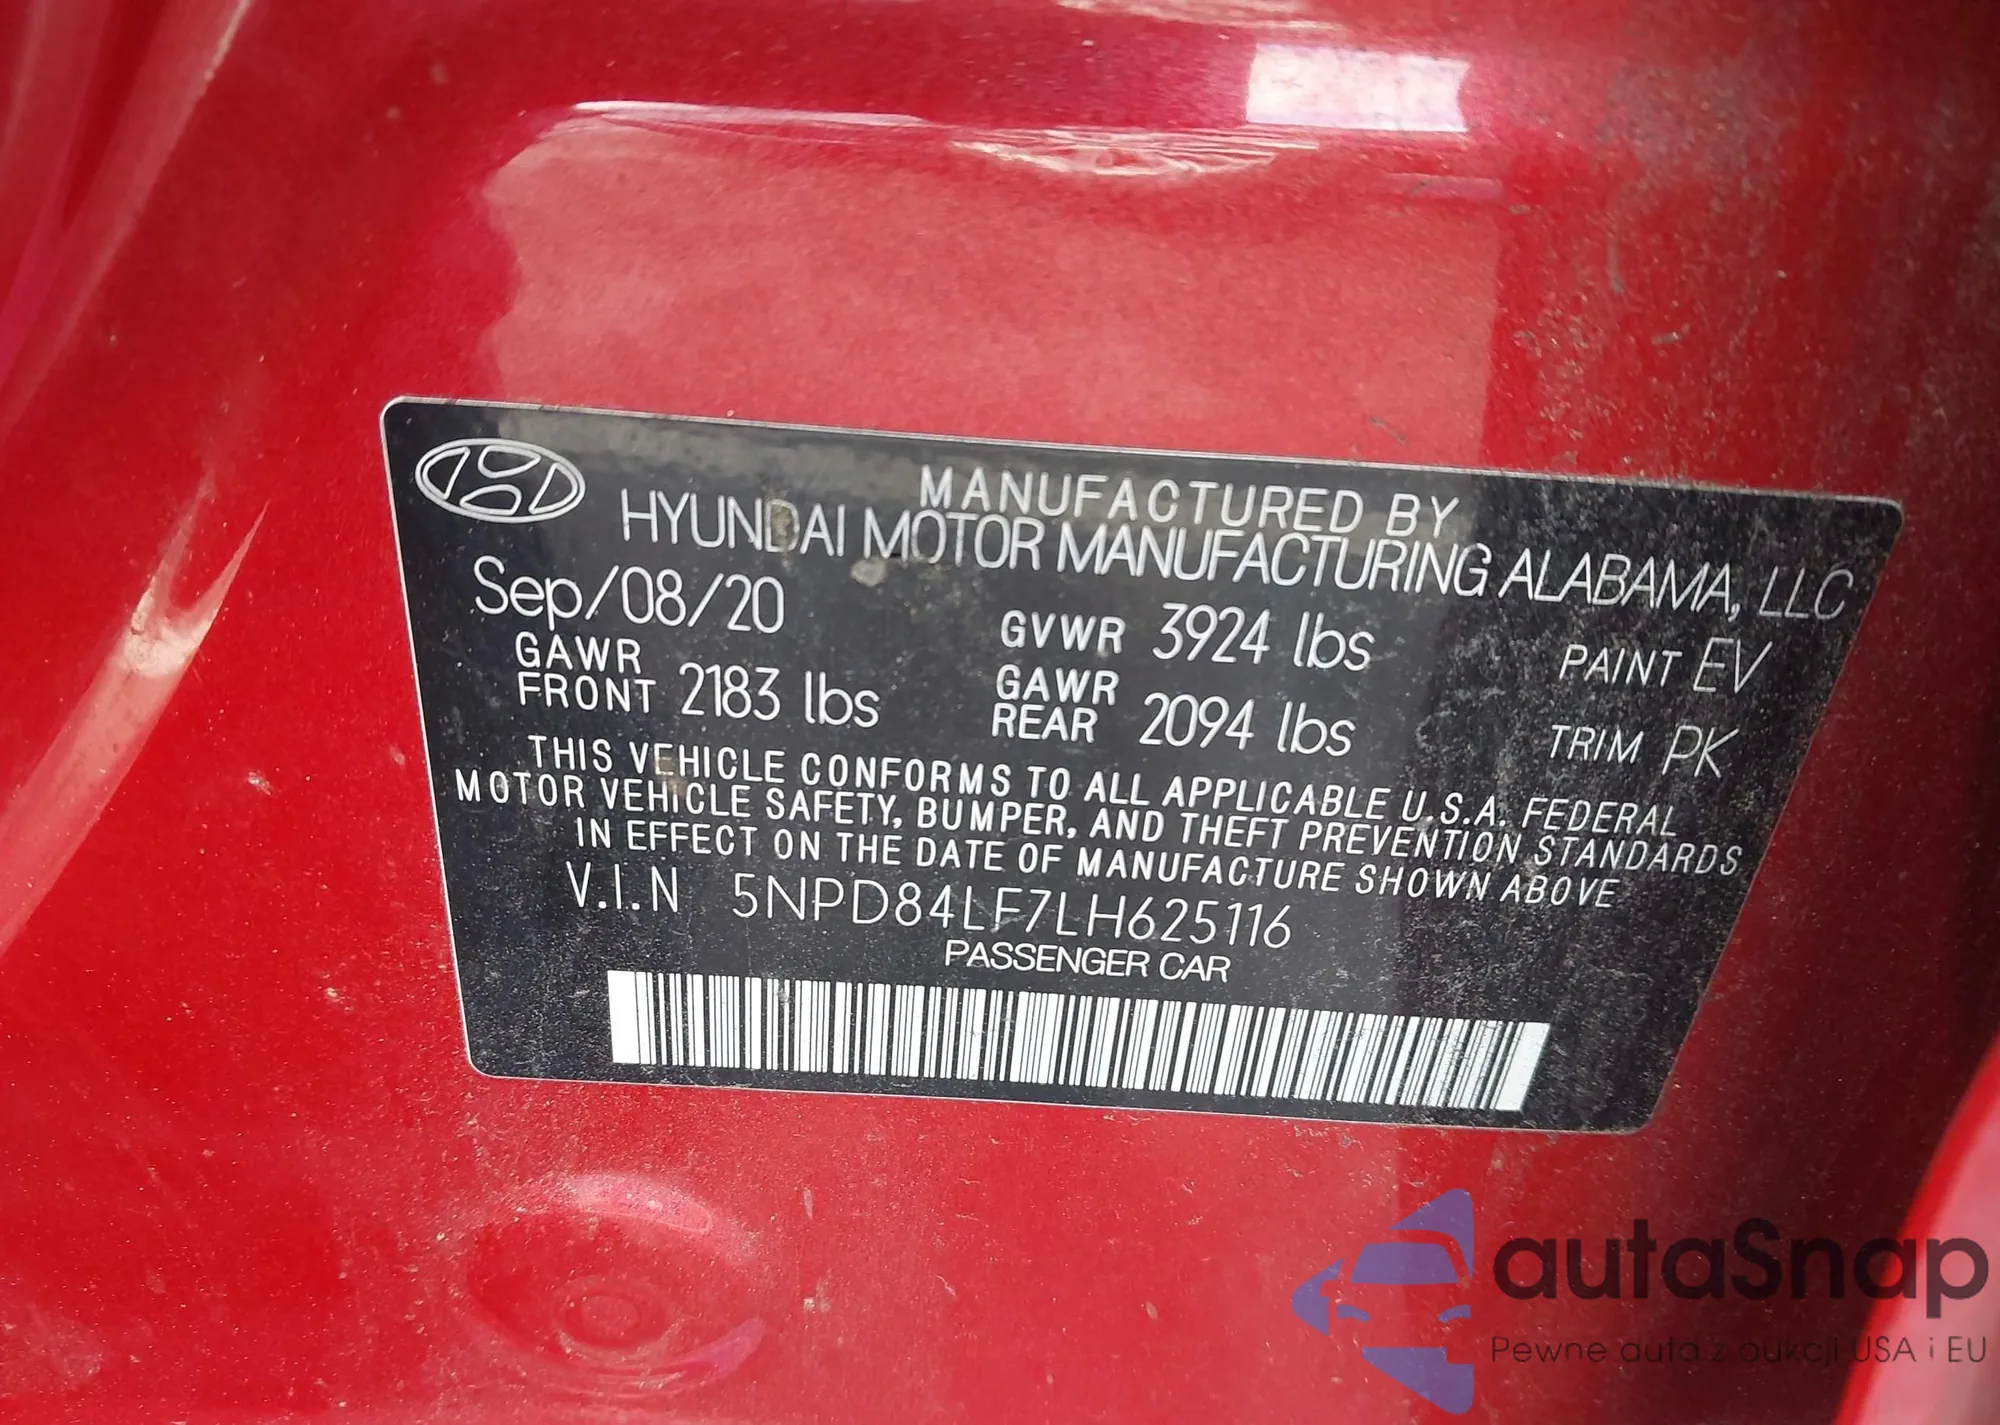 MANUFACTURED BY
HYUNDAI MOTOR MANUFACTURING ALABAMA, LLC
Sep/08/20
GVWR 3924 lbs
PAINT EV
GAWR FRONT 2183 lbs
GAWR REAR 2094 lbs
TRIM PK
THIS VEHICLE CONFORMS TO ALL APPLICABLE U.S.A. FEDERAL
MOTOR VEHICLE SAFETY, BUMPER, AND THEFT PREVENTION STANDARDS
IN EFFECT ON THE DATE OF MANUFACTURE SHOWN ABOVE
V.I.N 5NPD84LF7LH625116
PASSENGER CAR
autaSnap
Pewne auta z aukcji USA i EU